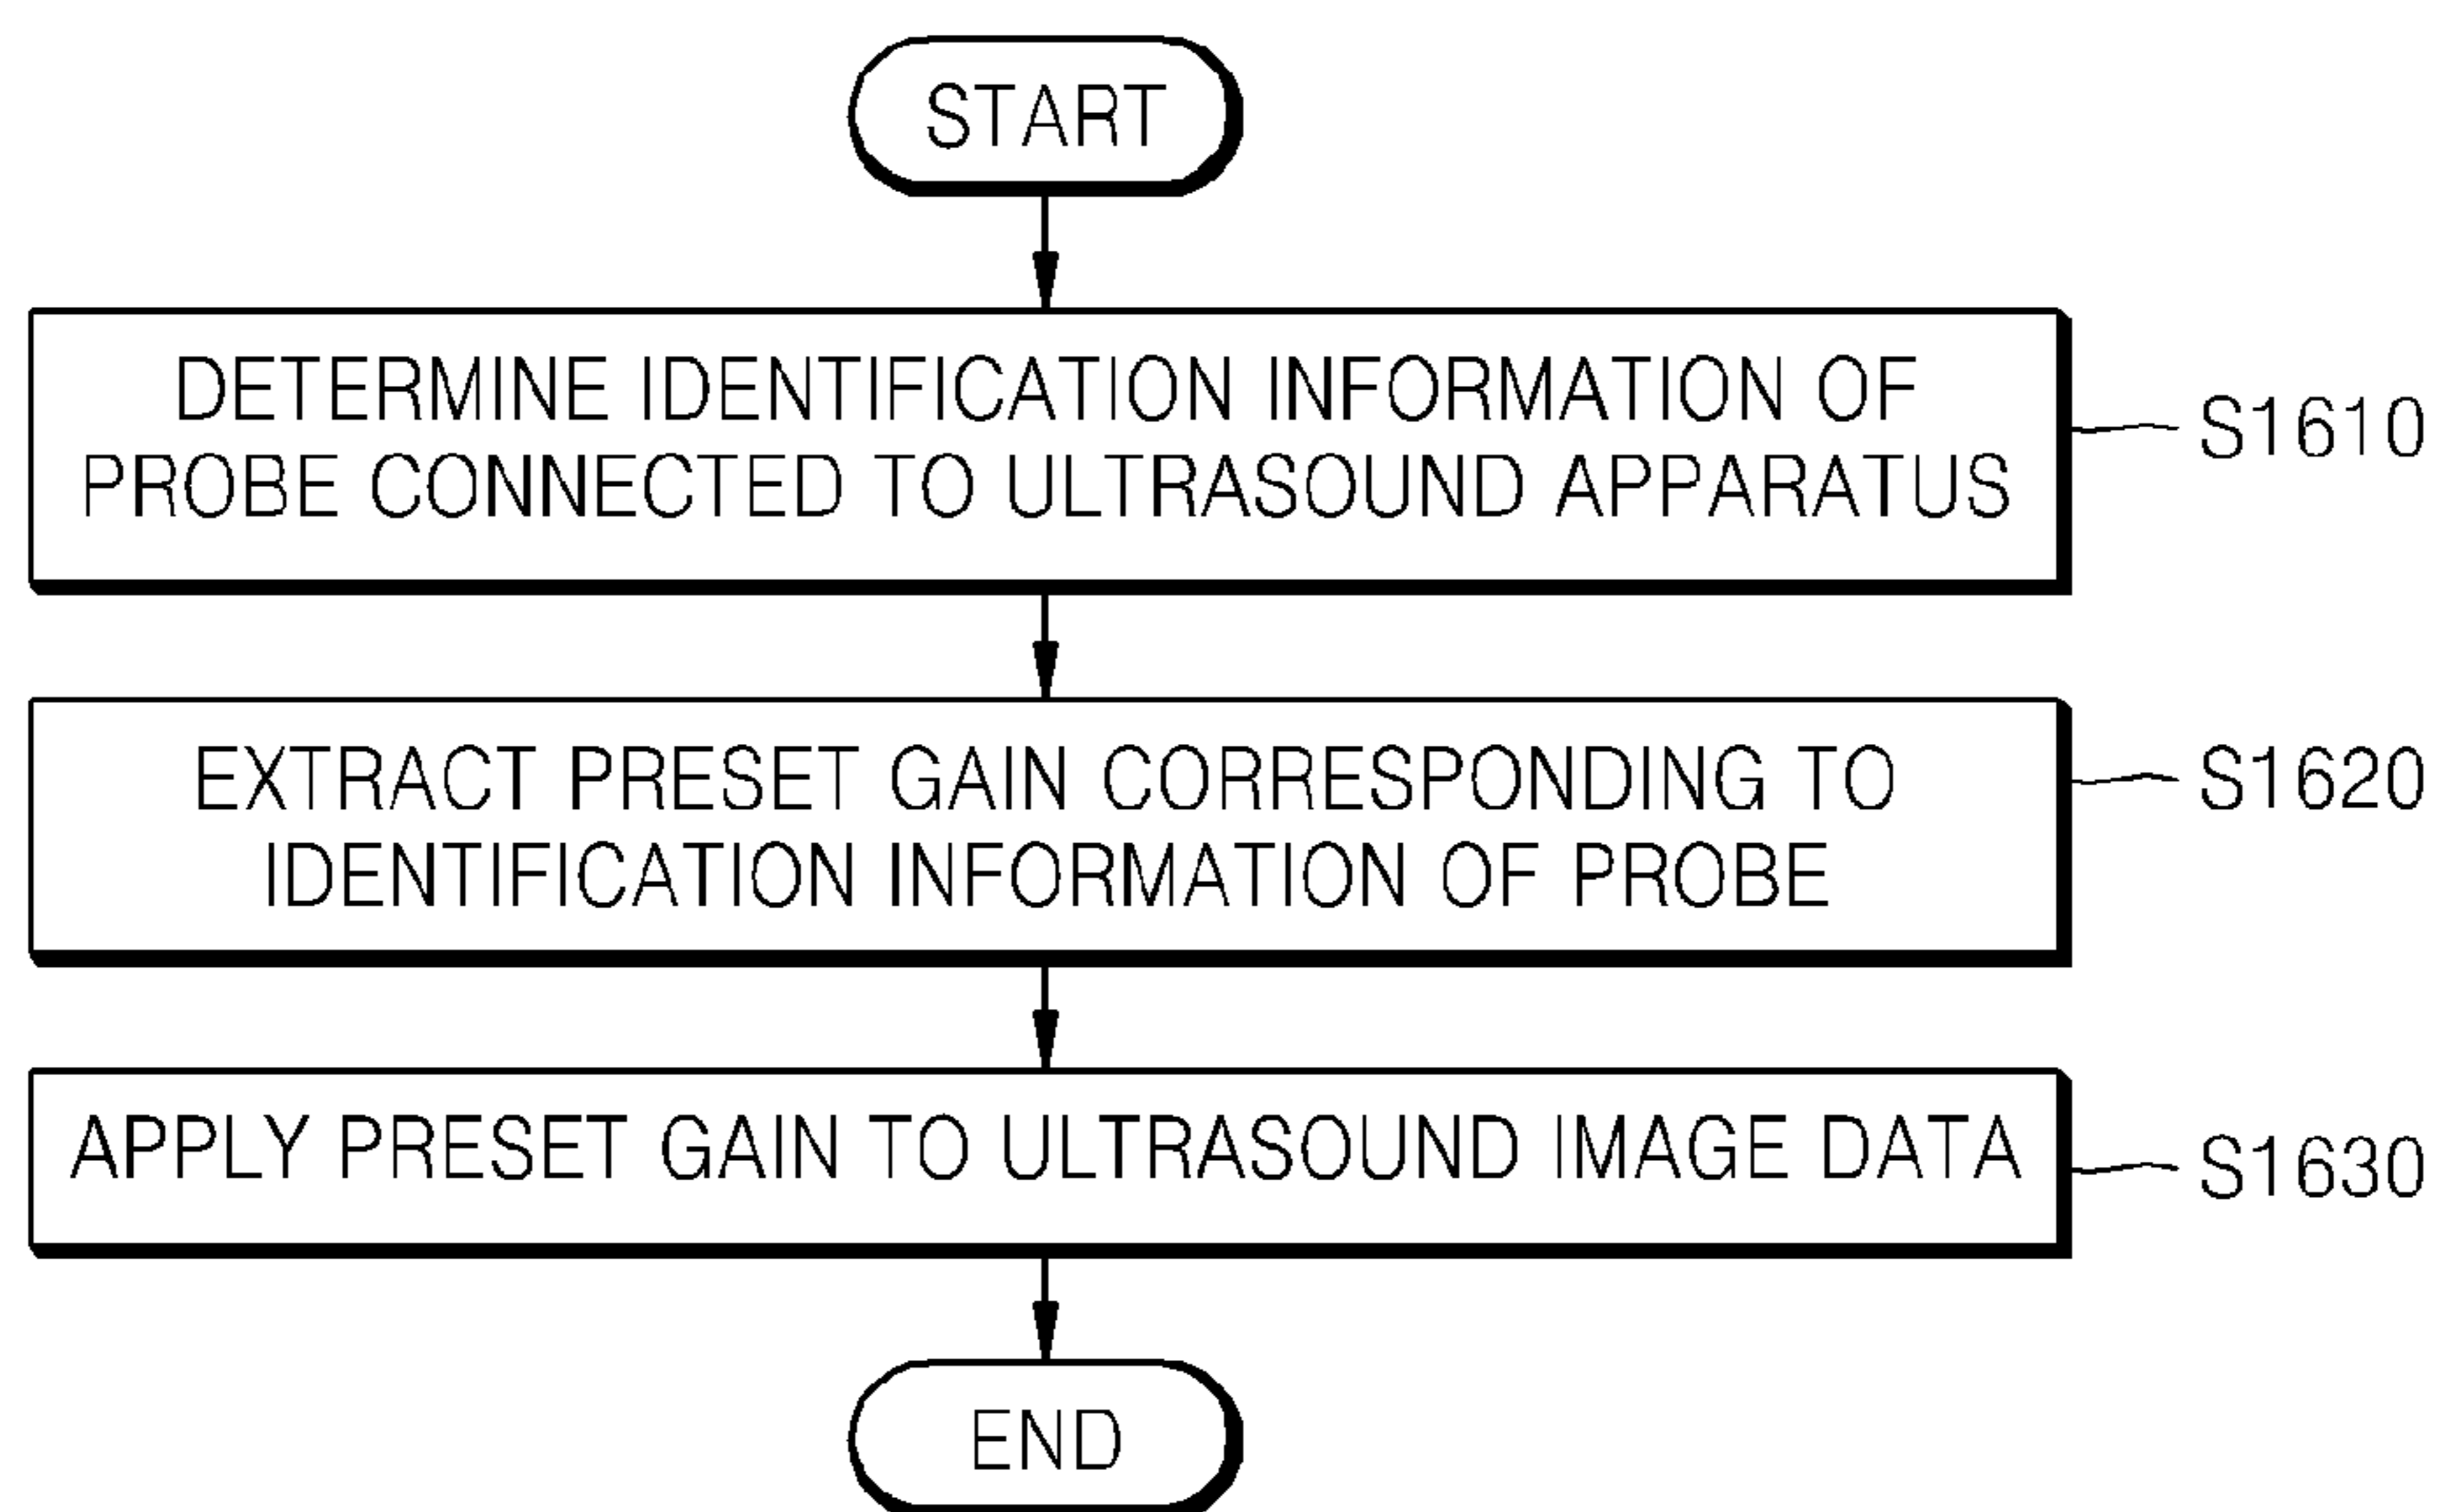 START
DETERMINE IDENTIFICATION INFORMATION OF
PROBE CONNECTED TO ULTRASOUND APPARATUS
S1610
EXTRACT PRESET GAIN CORRESPONDING TO
IDENTIFICATION INFORMATION OF PROBE
S1620
APPLY PRESET GAIN TO ULTRASOUND IMAGE DATA
S1630
END